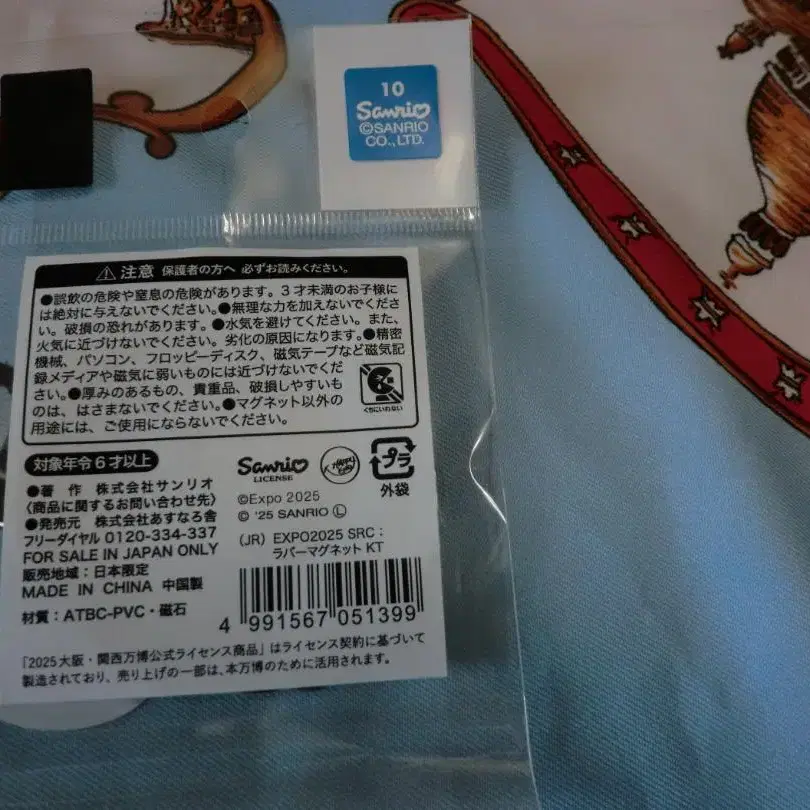 10
Sanrio
©SANRIO
CO., LTD.
⚠注意 保護者の方へ 必ずお読みください。
●誤飲の危険や窒息の危険があります。3才未満のお子様に
は絶対に与えないでください。●無理な力を加えないでくださ
い。破損の恐れがあります。●水気を避けてください。また、
火気に近づけないでください。劣化の原因になります。●精密
機械、パソコン、フロッピーディスク、磁気テープなど磁気記
録メディアや磁気に弱いものには近づけないでくださ
い。●厚みのあるもの、貴重品、破損しやすいも
のは、はさまないでください。●マグネット以外の
用途には、ご使用にならないでください。
くちにいれない
対象年令6才以上
●著 作 株式会社サンリオ
〈商品に関するお問い合わせ先〉
●発売元 株式会社あすなろ舎
フリーダイヤル 0120-334-337
FOR SALE IN JAPAN ONLY
販売地域：日本限定
MADE IN CHINA 中国製
材質：ATBC-PVC・磁石
Sanrio
LICENSE
プラ
外袋
©Expo 2025
© '25 SANRIO Ⓛ
(JR) EXPO2025 SRC：
ラバーマグネット KT
4 991567 051399
「2025大阪・関西万博公式ライセンス商品」はライセンス契約に基づいて
製造されており、売り上げの一部は、本万博のために活用されます。